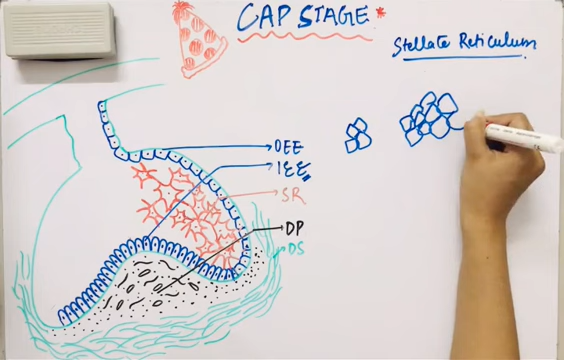 CAP STAGE *
Stellate Reticulum
OEE
IEE
SR
DP
DS